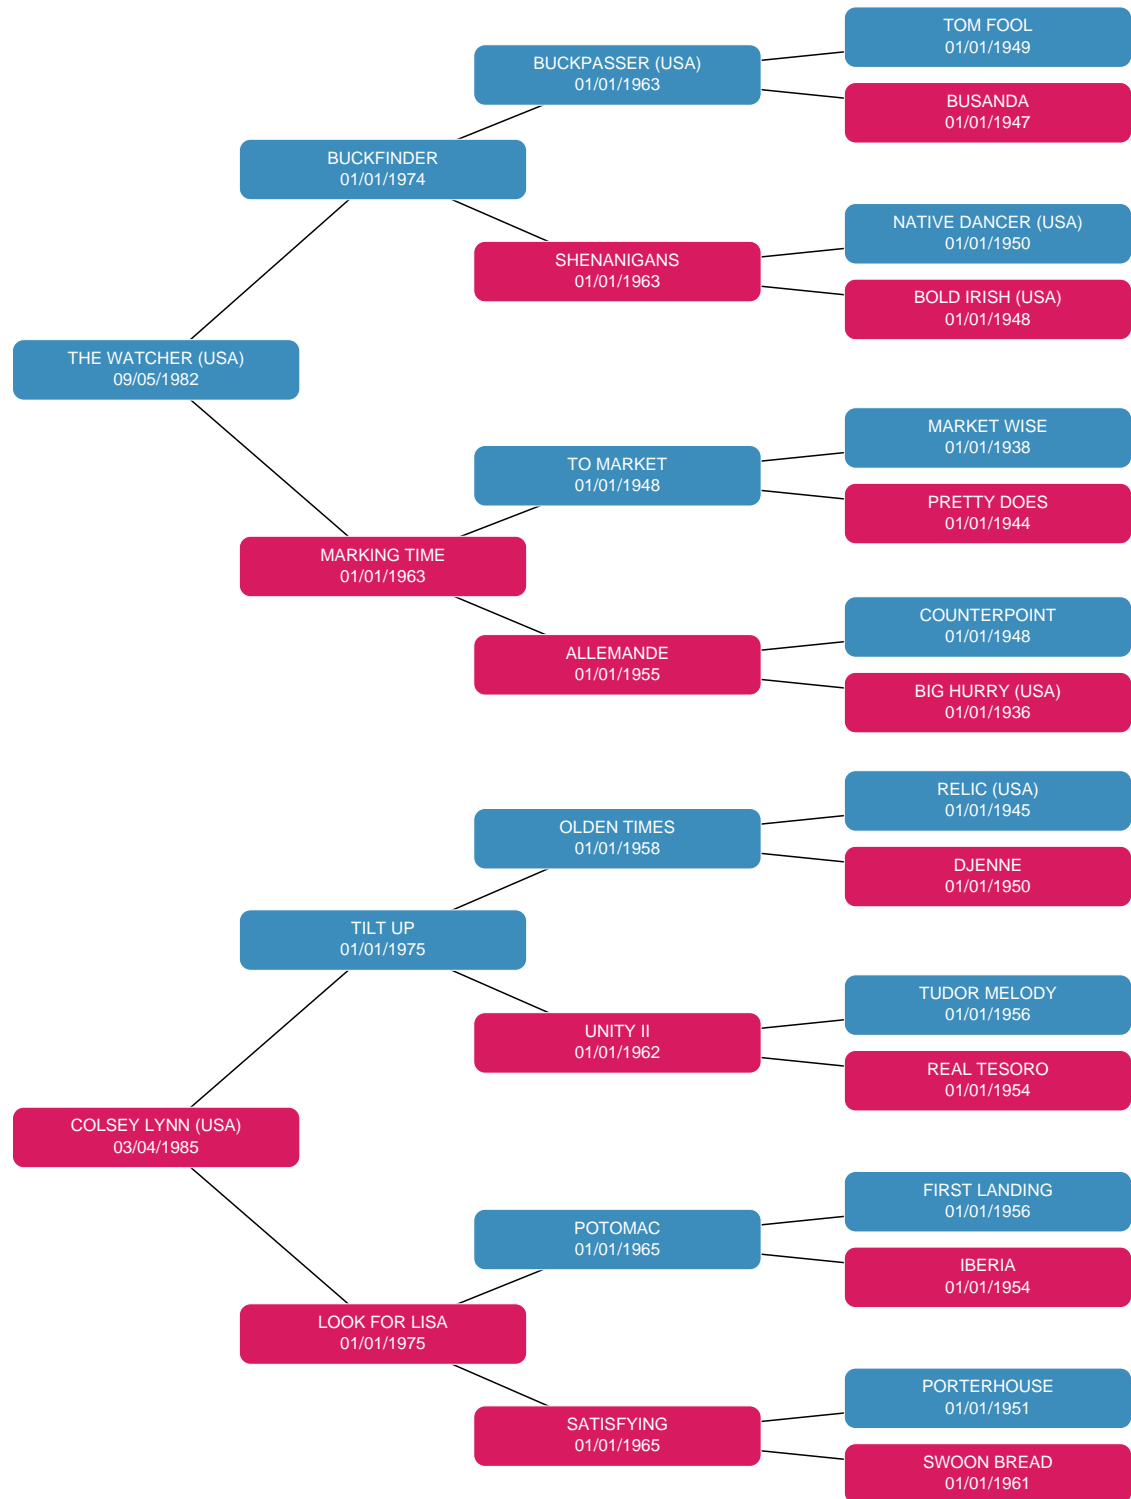 TOM FOOL
01/01/1949
BUCKPASSER (USA)
01/01/1963
BUSANDA
01/01/1947
BUCKFINDER
01/01/1974
NATIVE DANCER (USA)
01/01/1950
SHENANIGANS
01/01/1963
BOLD IRISH (USA)
01/01/1948
THE WATCHER (USA)
09/05/1982
MARKET WISE
01/01/1938
TO MARKET
01/01/1948
PRETTY DOES
01/01/1944
MARKING TIME
01/01/1963
COUNTERPOINT
01/01/1948
ALLEMANDE
01/01/1955
BIG HURRY (USA)
01/01/1936
RELIC (USA)
01/01/1945
OLDEN TIMES
01/01/1958
DJENNE
01/01/1950
TILT UP
01/01/1975
TUDOR MELODY
01/01/1956
UNITY II
01/01/1962
REAL TESORO
01/01/1954
COLSEY LYNN (USA)
03/04/1985
FIRST LANDING
01/01/1956
POTOMAC
01/01/1965
IBERIA
01/01/1954
LOOK FOR LISA
01/01/1975
PORTERHOUSE
01/01/1951
SATISFYING
01/01/1965
SWOON BREAD
01/01/1961